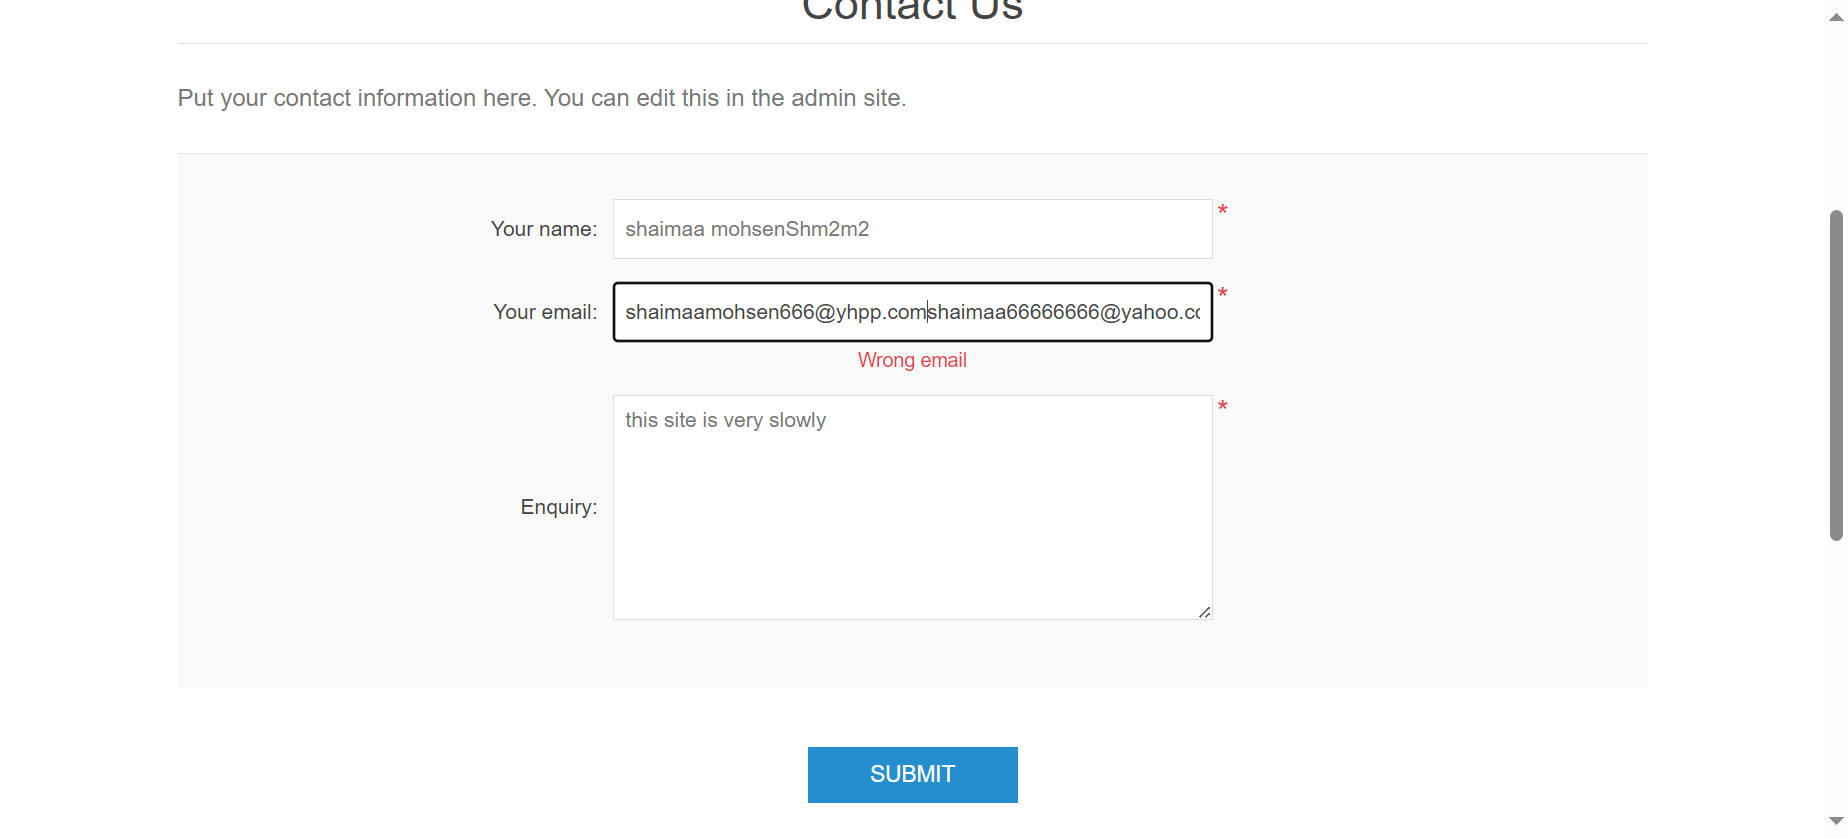 Contact Us
Put your contact information here. You can edit this in the admin site.
Your name: shaimaa mohsenShm2m2 *
Your email: shaimaamohsen666@yhpp.comshaimaa66666666@yahoo.co *
Wrong email
this site is very slowly *
Enquiry:
SUBMIT